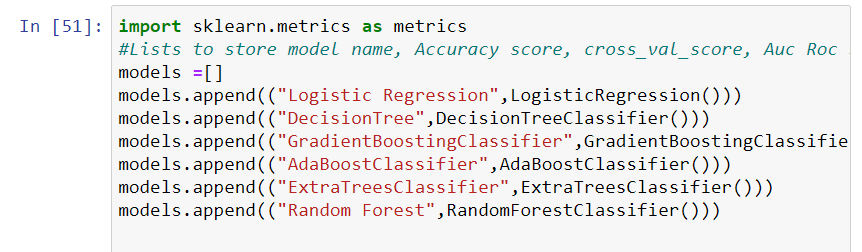 In [51]: import sklearn.metrics as metrics
#Lists to store model name, Accuracy score, cross_val_score, Auc Roc
models =[]
models.append(("Logistic Regression",LogisticRegression()))
models.append(("DecisionTree",DecisionTreeClassifier()))
models.append(("GradientBoostingClassifier",GradientBoostingClassifie
models.append(("AdaBoostClassifier",AdaBoostClassifier()))
models.append(("ExtraTreesClassifier",ExtraTreesClassifier()))
models.append(("Random Forest",RandomForestClassifier()))